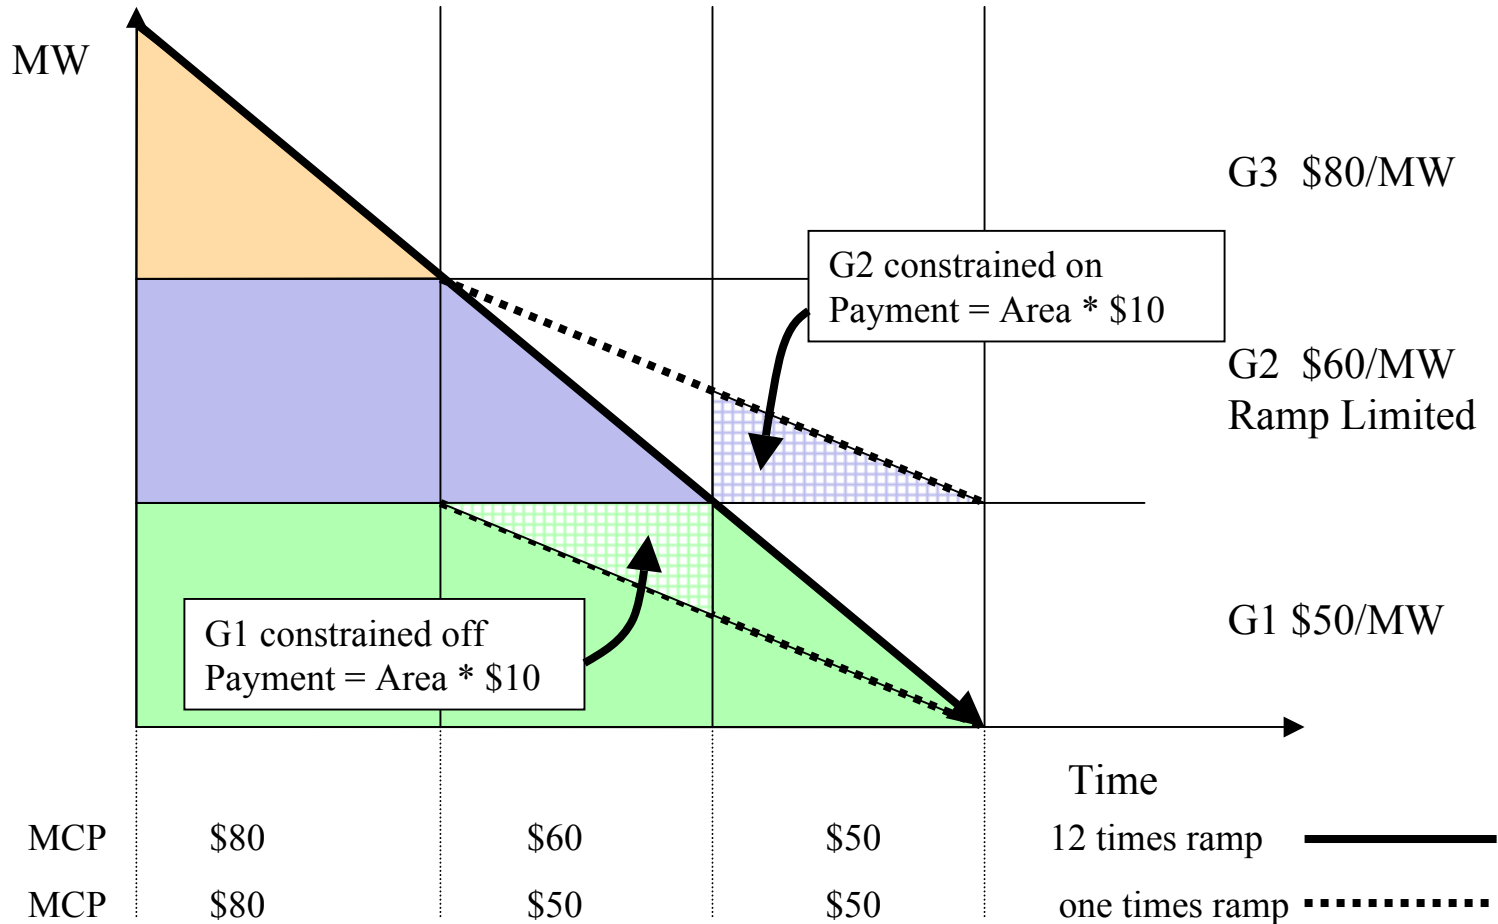 MW
G3 $80/MW
G2 constrained on
Payment = Area * $10
G2 $60/MW
Ramp Limited
G1 constrained off
Payment = Area * $10
G1 $50/MW
Time
MCP $80 $60 $50 12 times ramp
MCP $80 $50 $50 one times ramp